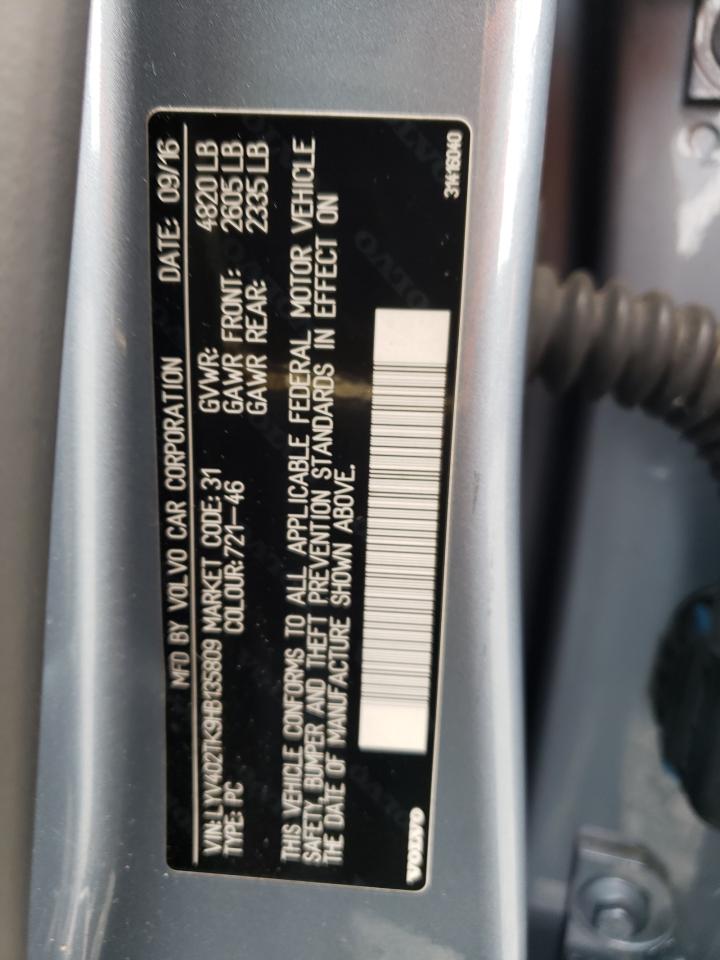 MFD BY VOLVO CAR CORPORATION DATE: 09/16
VIN: LYV402TK9HB135809 MARKET CODE: 31 GVWR: 4820 LB
TYPE: PC COLOUR: 721-46 GAWR FRONT: 2605 LB
GAWR REAR: 2335 LB
THIS VEHICLE CONFORMS TO ALL APPLICABLE FEDERAL MOTOR VEHICLE
SAFETY, BUMPER AND THEFT PREVENTION STANDARDS IN EFFECT ON
THE DATE OF MANUFACTURE SHOWN ABOVE.
VOLVO
31416040